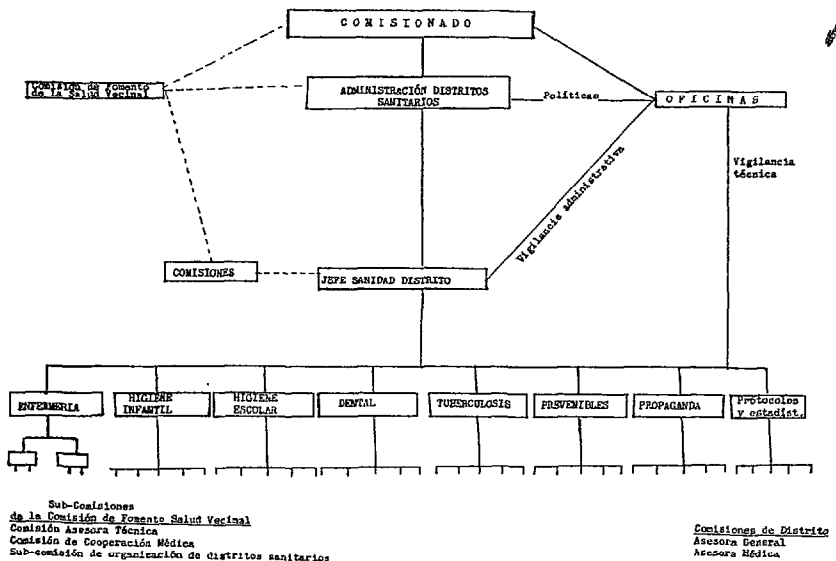 COMISIONADO
Comisión de Fomento
de la Salud Vecinal
ADMINISTRACIÓN DISTRITOS
SANITARIOS
Políticas
OFICINAS
Vigilancia
técnica
Vigilancia administrativa
COMISIONES
JEFE SANIDAD DISTRITO
ENFERMERIA
HIGIENE
INFANTIL
HIGIENE
ESCOLAR
DENTAL
TUBERCULOSIS
PREVENIBLES
PROPAGANDA
Protocolos
y estadíst.
Sub-Comisiones
de la Comisión de Fomento Salud Vecinal
Comisión Asesora Técnica
Comisión de Cooperación Médica
Sub-comisión de organización de distritos sanitarios
Comisiones de Distrito
Asesora General
Asesora Médica